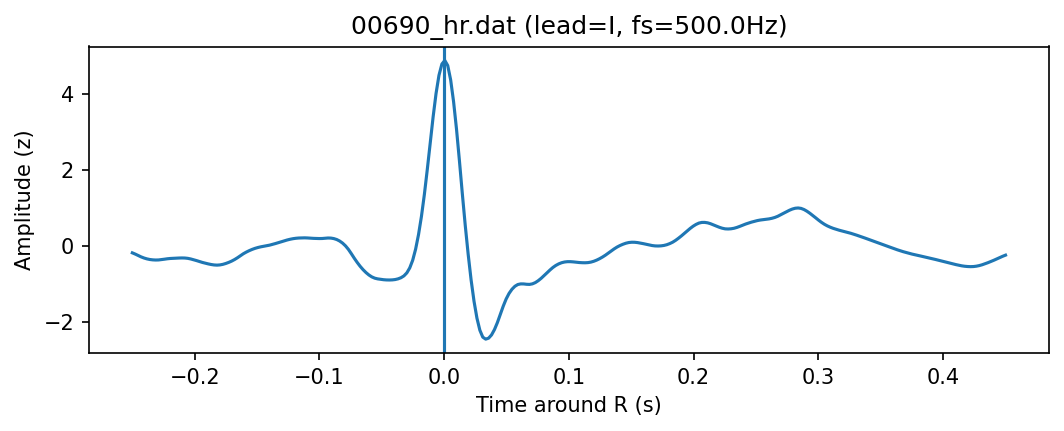 00690_hr.dat (lead=I, fs=500.0Hz)
Amplitude (z)
4
2
0
−2
−0.2 −0.1 0.0 0.1 0.2 0.3 0.4
Time around R (s)